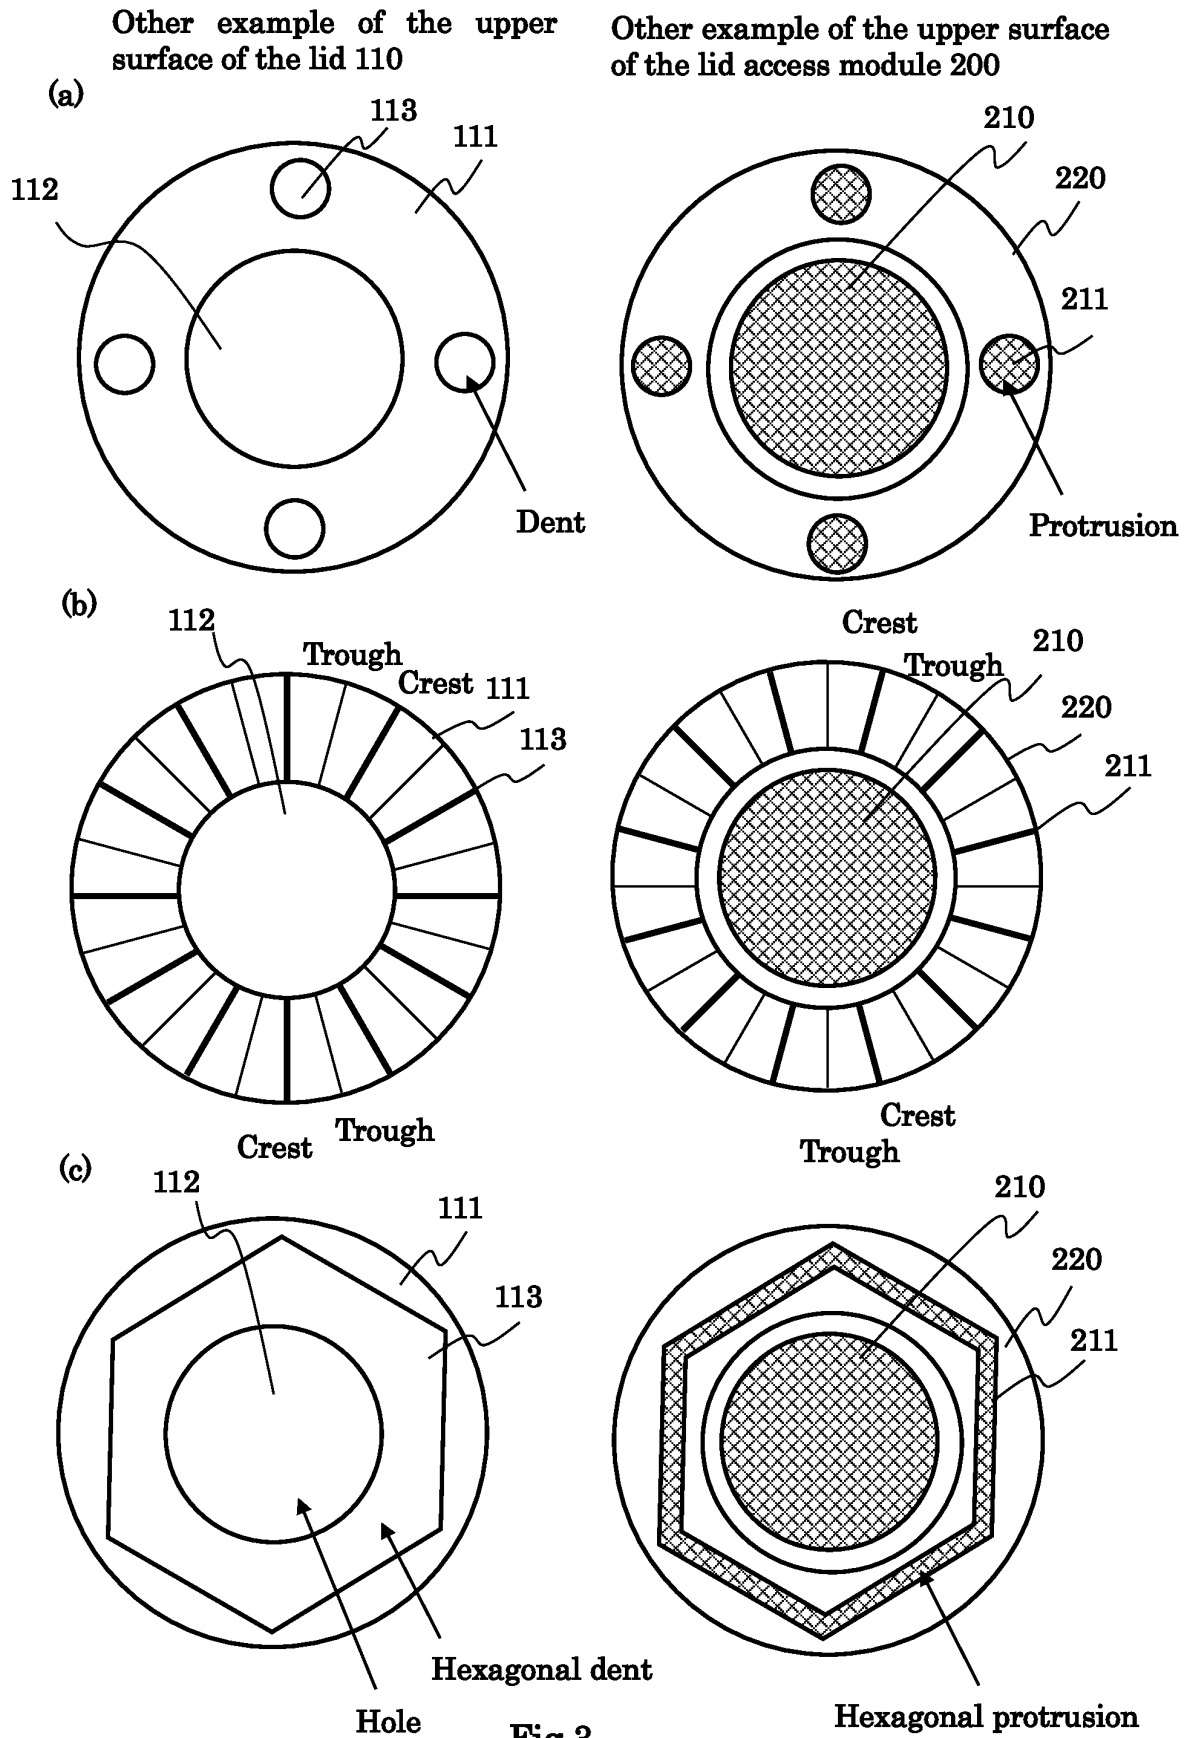 Other example of the upper
surface of the lid 110
Other example of the upper surface
of the lid access module 200
(a)
113
111
112
210
220
211
Dent
Protrusion
(b)
112
Trough
Crest
111
113
Crest
Trough
210
220
211
Crest
Trough
Crest
Trough
(c)
112
111
113
210
220
211
Hexagonal dent
Hole
Hexagonal protrusion
Fig 3